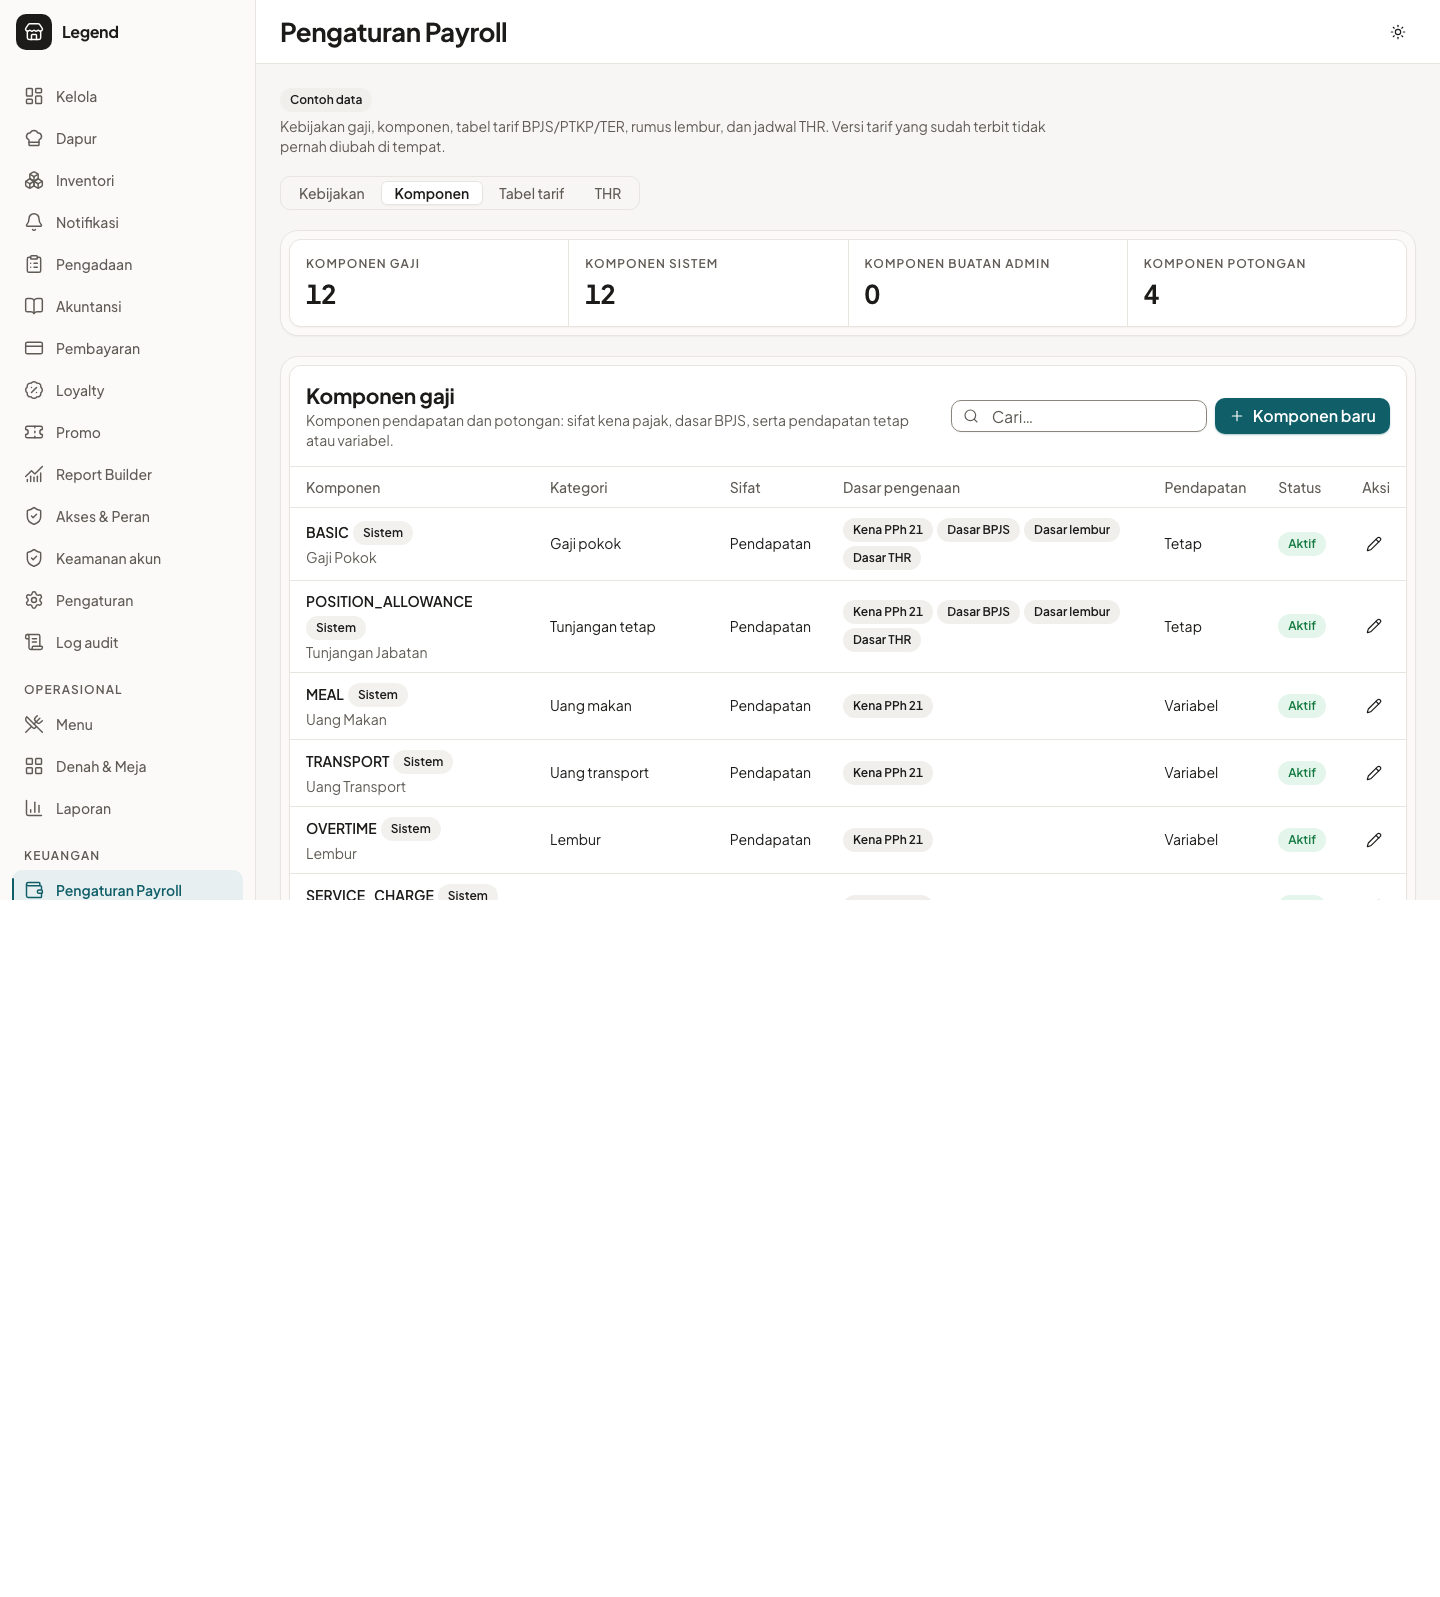 Legend
Kelola
Dapur
Inventori
Notifikasi
Pengadaan
Akuntansi
Pembayaran
Loyalty
Promo
Report Builder
Akses & Peran
Keamanan akun
Pengaturan
Log audit
OPERASIONAL
Menu
Denah & Meja
Laporan
KEUANGAN
Pengaturan Payroll
Pengaturan Payroll
Contoh data
Kebijakan gaji, komponen, tabel tarif BPJS/PTKP/TER, rumus lembur, dan jadwal THR. Versi tarif yang sudah terbit tidak
pernah diubah di tempat.
Kebijakan Komponen Tabel tarif THR
KOMPONEN GAJI KOMPONEN SISTEM KOMPONEN BUATAN ADMIN KOMPONEN POTONGAN
12 12 0 4
Komponen gaji
Komponen pendapatan dan potongan: sifat kena pajak, dasar BPJS, serta pendapatan tetap
atau variabel.
Cari...
Komponen baru
Komponen Kategori Sifat Dasar pengenaan Pendapatan Status Aksi
BASIC Sistem
Gaji Pokok
Gaji pokok
Pendapatan
Kena PPh 21 Dasar BPJS Dasar lembur
Dasar THR
Tetap
Aktif
POSITION_ALLOWANCE
Sistem
Tunjangan Jabatan
Tunjangan tetap
Pendapatan
Kena PPh 21 Dasar BPJS Dasar lembur
Dasar THR
Tetap
Aktif
MEAL Sistem
Uang Makan
Uang makan
Pendapatan
Kena PPh 21
Variabel
Aktif
TRANSPORT Sistem
Uang Transport
Uang transport
Pendapatan
Kena PPh 21
Variabel
Aktif
OVERTIME Sistem
Lembur
Lembur
Pendapatan
Kena PPh 21
Variabel
Aktif
SERVICE_CHARGE Sistem